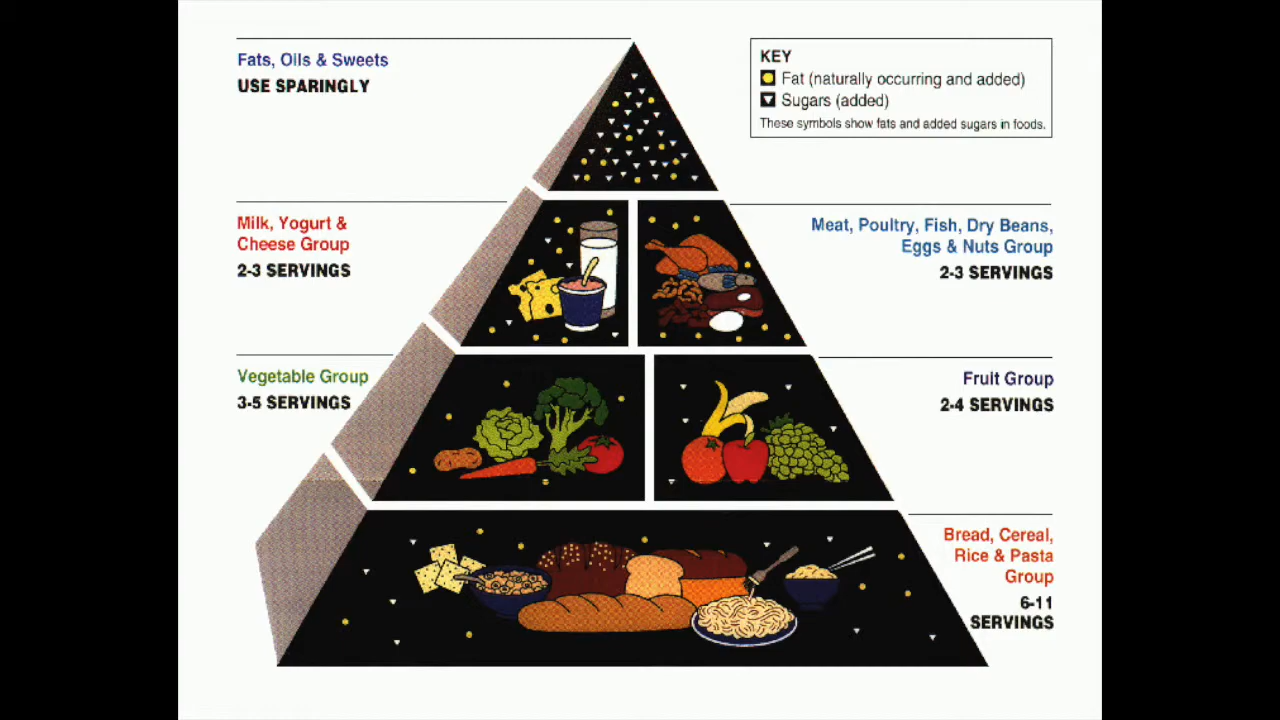 Fats, Oils & Sweets
USE SPARINGLY
KEY
Fat (naturally occurring and added)
Sugars (added)
These symbols show fats and added sugars in foods.
Milk, Yogurt &
Cheese Group
2-3 SERVINGS
Meat, Poultry, Fish, Dry Beans,
Eggs & Nuts Group
2-3 SERVINGS
Vegetable Group
3-5 SERVINGS
Fruit Group
2-4 SERVINGS
Bread, Cereal,
Rice & Pasta
Group
6-11
SERVINGS